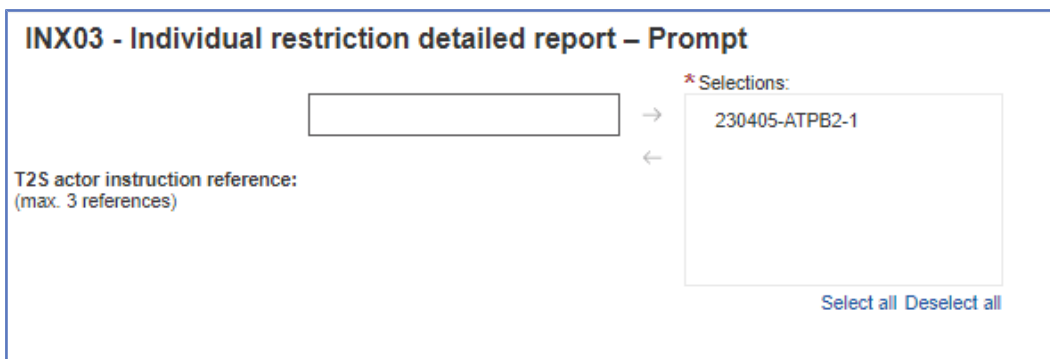 INX03 - Individual restriction detailed report – Prompt
* Selections:
→
230405-ATPB2-1
←
T2S actor instruction reference:
(max. 3 references)
Select all Deselect all